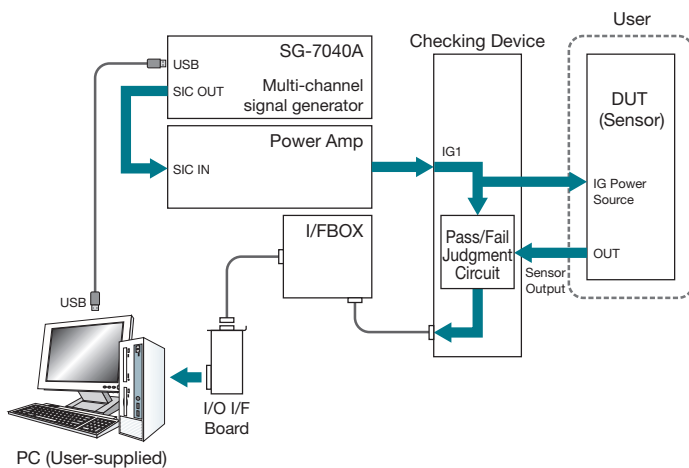 User
SG-7040A
Checking Device
USB
DUT
(Sensor)
SIC OUT
Multi-channel
signal generator
Power Amp
IG1
SIC IN
IG Power
Source
I/FBOX
Pass/Fail
Judgment
Circuit
OUT
Sensor
Output
USB
I/O I/F
Board
PC (User-supplied)